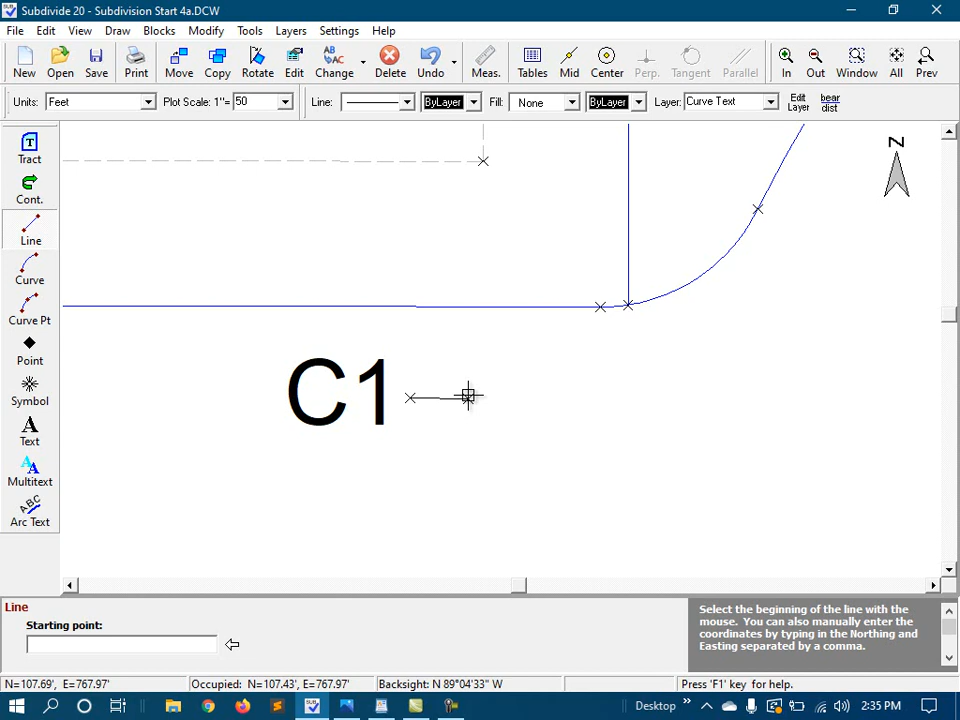 Subdivide 20 - Subdivision Start 4a.DCW
File Edit View Draw Blocks Modify Tools Layers Settings Help
New Open Save Print Move Copy Rotate Edit Change Delete Undo Meas. Tables Mid Center Perp. Tangent Parallel In Out Window All Prev
Units: Feet Plot Scale: 1"= 50 Line: ByLayer Fill: None ByLayer Layer: Curve Text Edit Layer bear dist
Tract
Cont.
Line
Curve
Curve Pt
Point
Symbol
Text
Multitext
ABC
Arc Text
N
C1
Line
Starting point:
Select the beginning of the line with the
mouse. You can also manually enter the
coordinates by typing in the Northing and
Easting separated by a comma.
N=107.69', E=767.97' Occupied: N=107.43', E=767.97' Backsight: N 89°04'33" W Press 'F1' key for help.
Desktop 2:35 PM